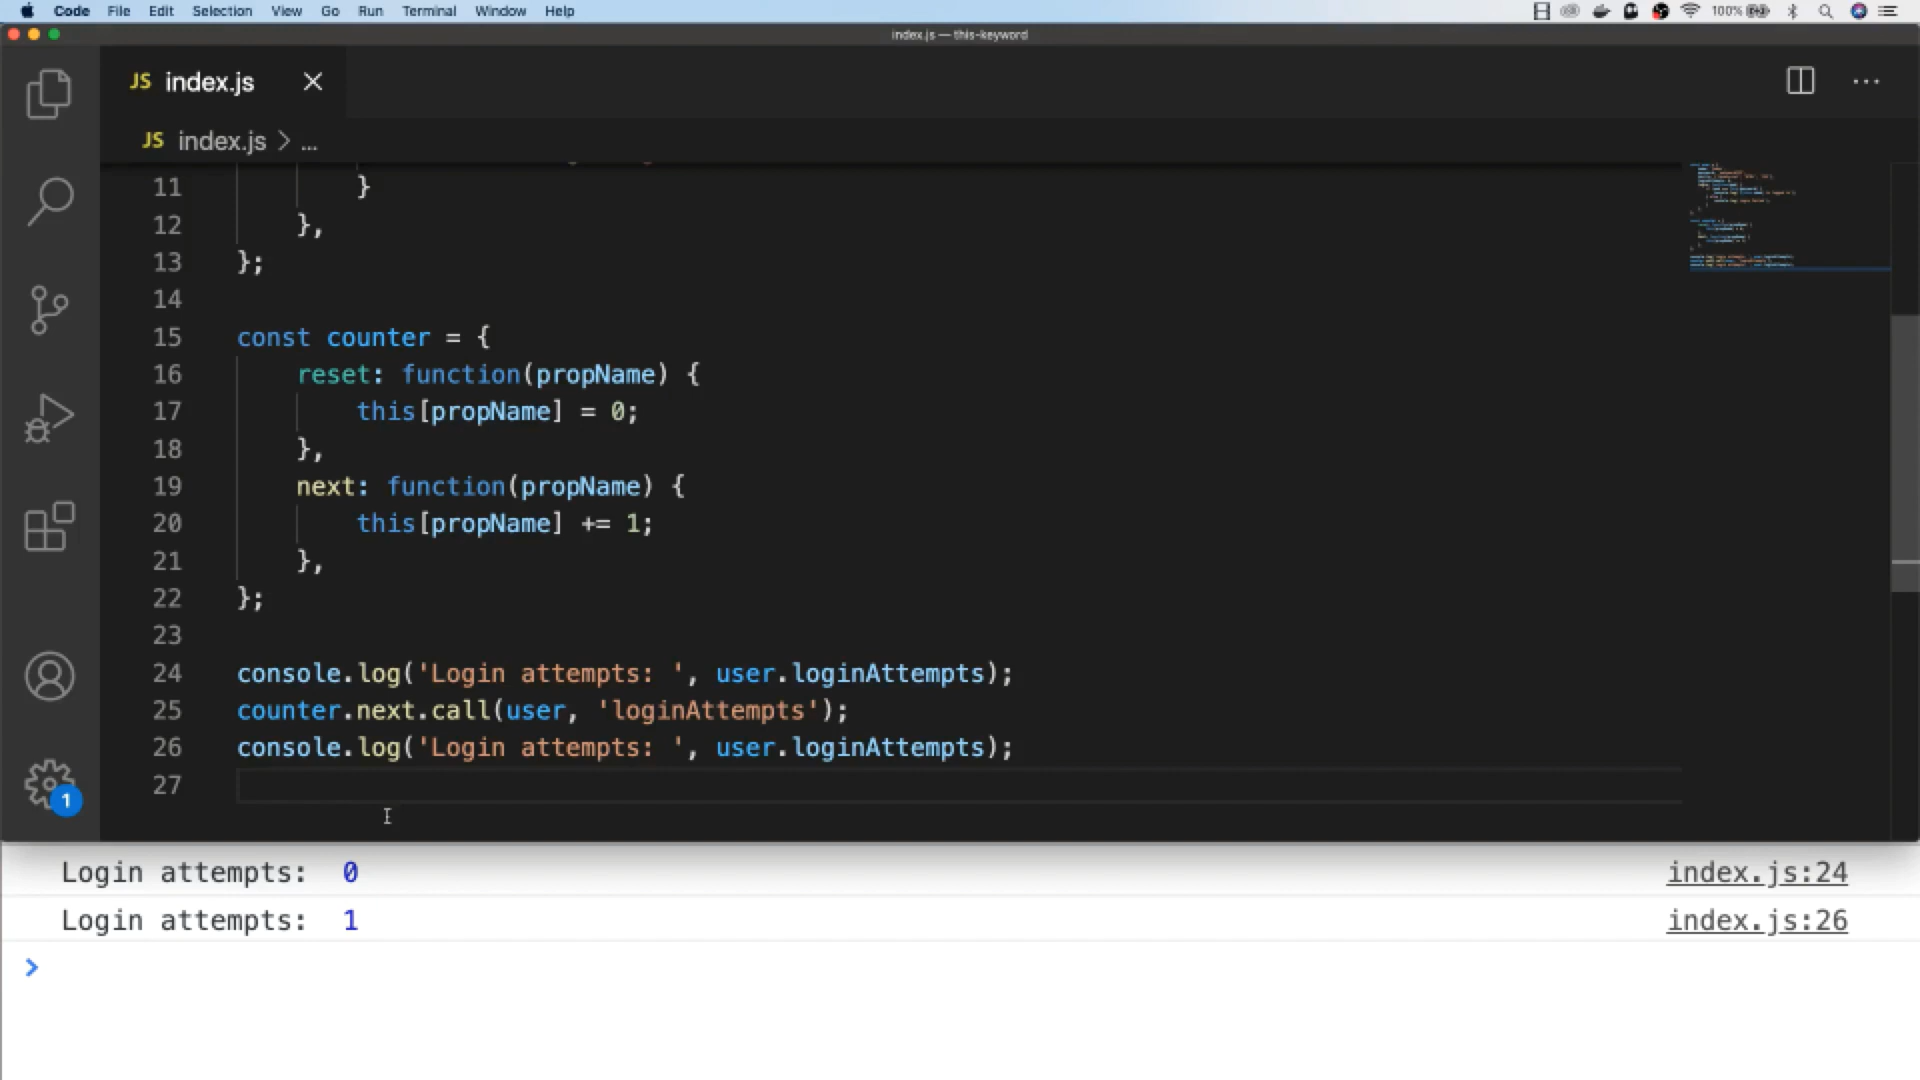 Code File Edit Selection View Go Run Terminal Window Help 100%
index.js — this-keyword
JS index.js
JS index.js > ...
11 }
12 },
13 };
14
15 const counter = {
16 reset: function(propName) {
17 this[propName] = 0;
18 },
19 next: function(propName) {
20 this[propName] += 1;
21 },
22 };
23
24 console.log('Login attempts: ', user.loginAttempts);
25 counter.next.call(user, 'loginAttempts');
26 console.log('Login attempts: ', user.loginAttempts);
27
1
Login attempts: 0 index.js:24
Login attempts: 1 index.js:26